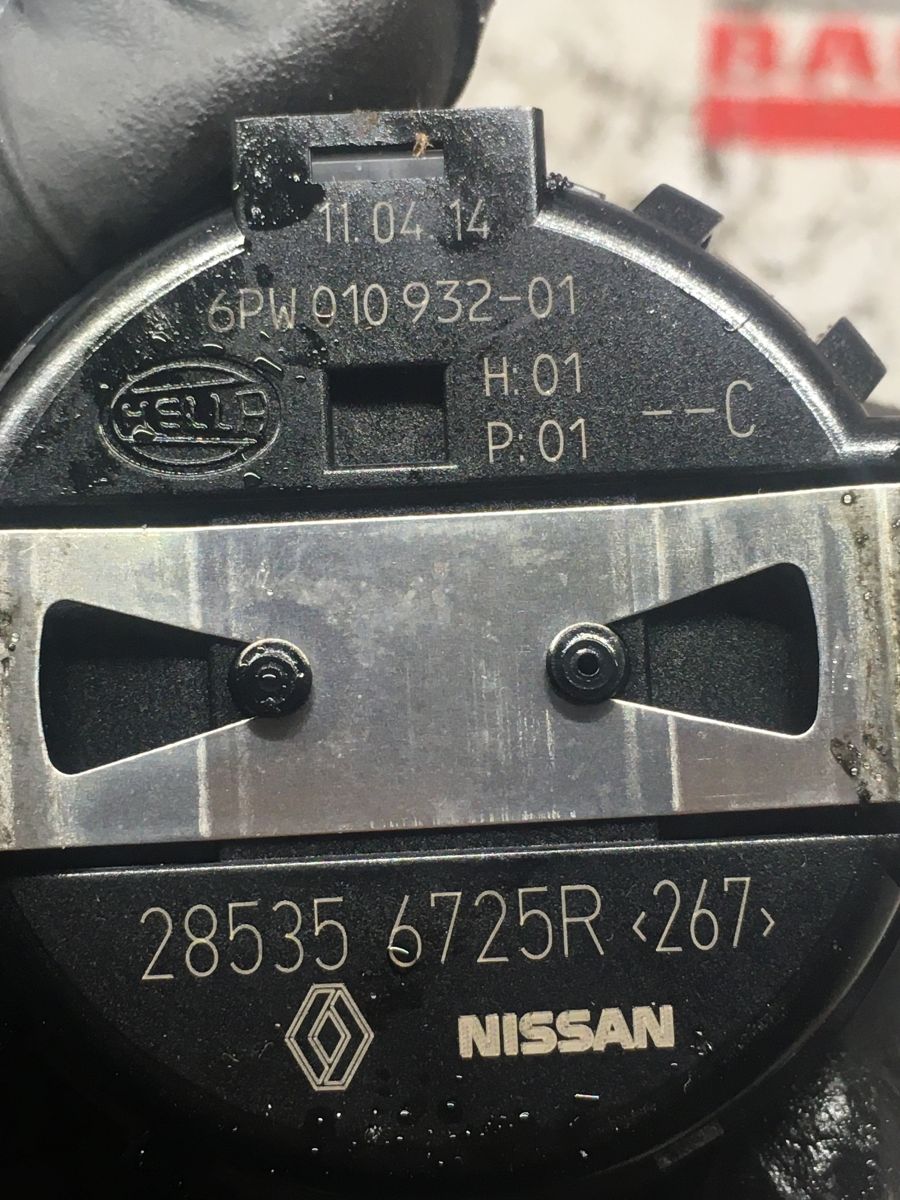 11.04.14
6PW 010 932-01
HELLA
H:01
P:01
--C
28535 6725R <267>
NISSAN